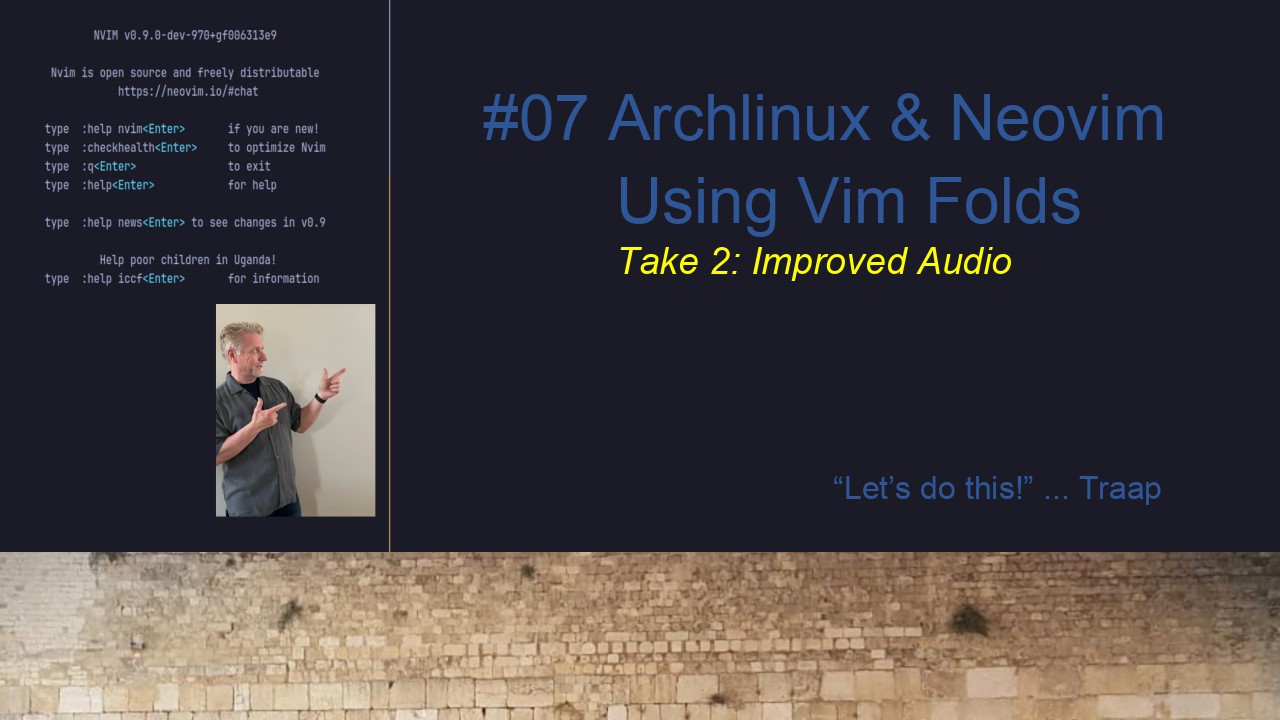 NVIM v0.9.0-dev-970+gf006313e9
Nvim is open source and freely distributable
https://neovim.io/#chat
type :help nvim<Enter> if you are new!
type :checkhealth<Enter> to optimize Nvim
type :q<Enter> to exit
type :help<Enter> for help
type :help news<Enter> to see changes in v0.9
Help poor children in Uganda!
type :help iccf<Enter> for information
#07 Archlinux & Neovim
Using Vim Folds
Take 2: Improved Audio
“Let’s do this!” ... Traap